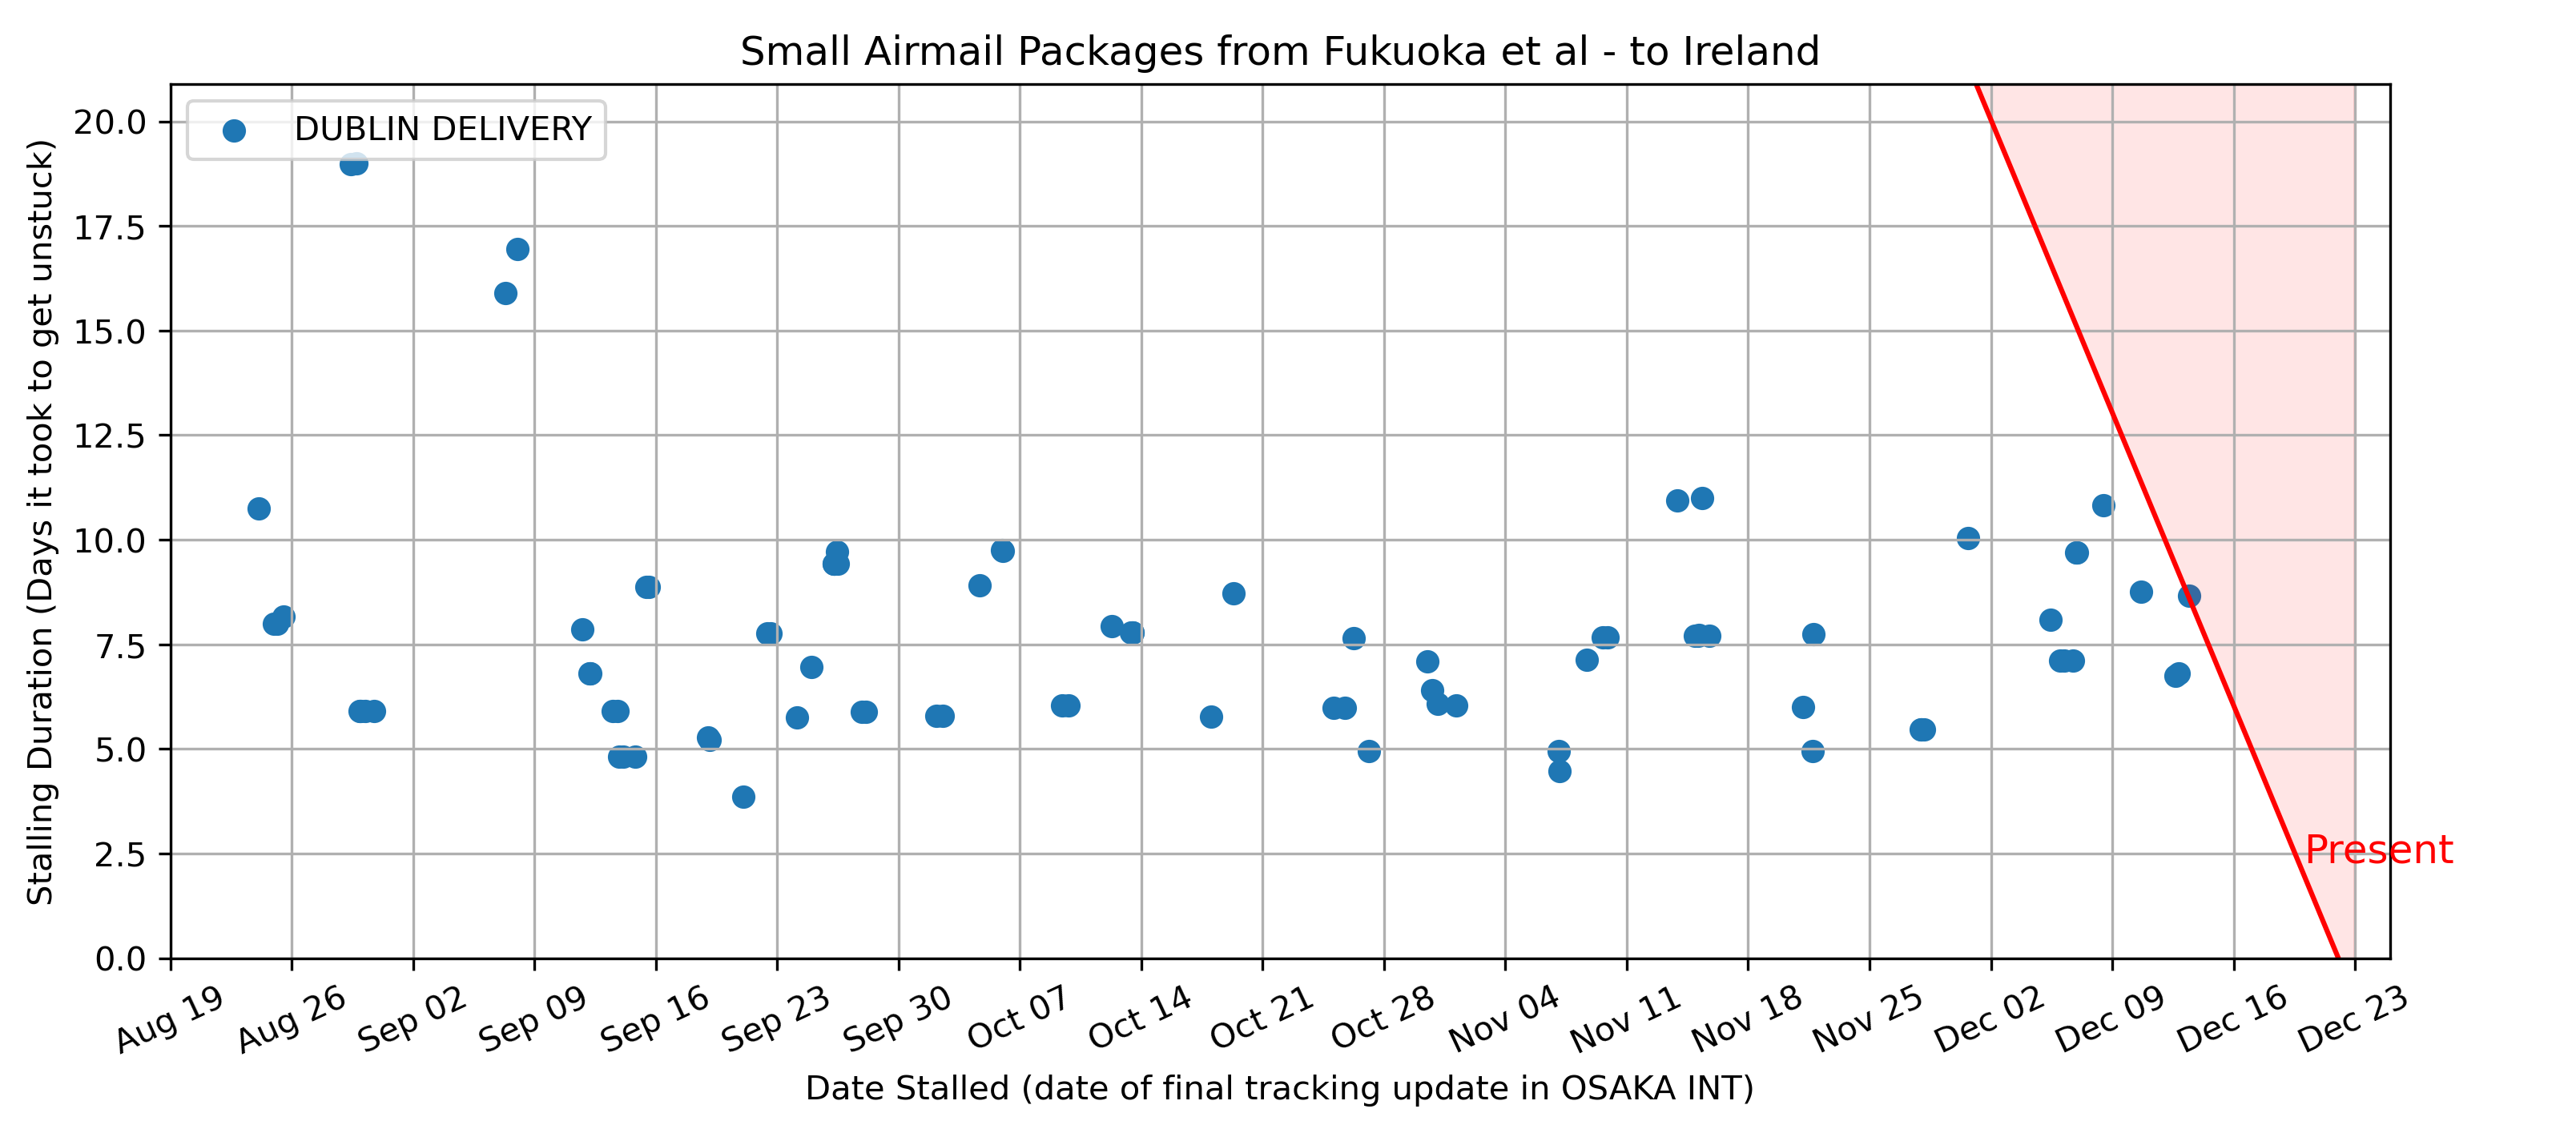 Small Airmail Packages from Fukuoka et al - to Ireland
DUBLIN DELIVERY
Stalling Duration (Days it took to get unstuck)
20.0
17.5
15.0
12.5
10.0
7.5
5.0
2.5
0.0
Present
Aug 19 Aug 26 Sep 02 Sep 09 Sep 16 Sep 23 Sep 30 Oct 07 Oct 14 Oct 21 Oct 28 Nov 04 Nov 11 Nov 18 Nov 25 Dec 02 Dec 09 Dec 16 Dec 23
Date Stalled (date of final tracking update in OSAKA INT)